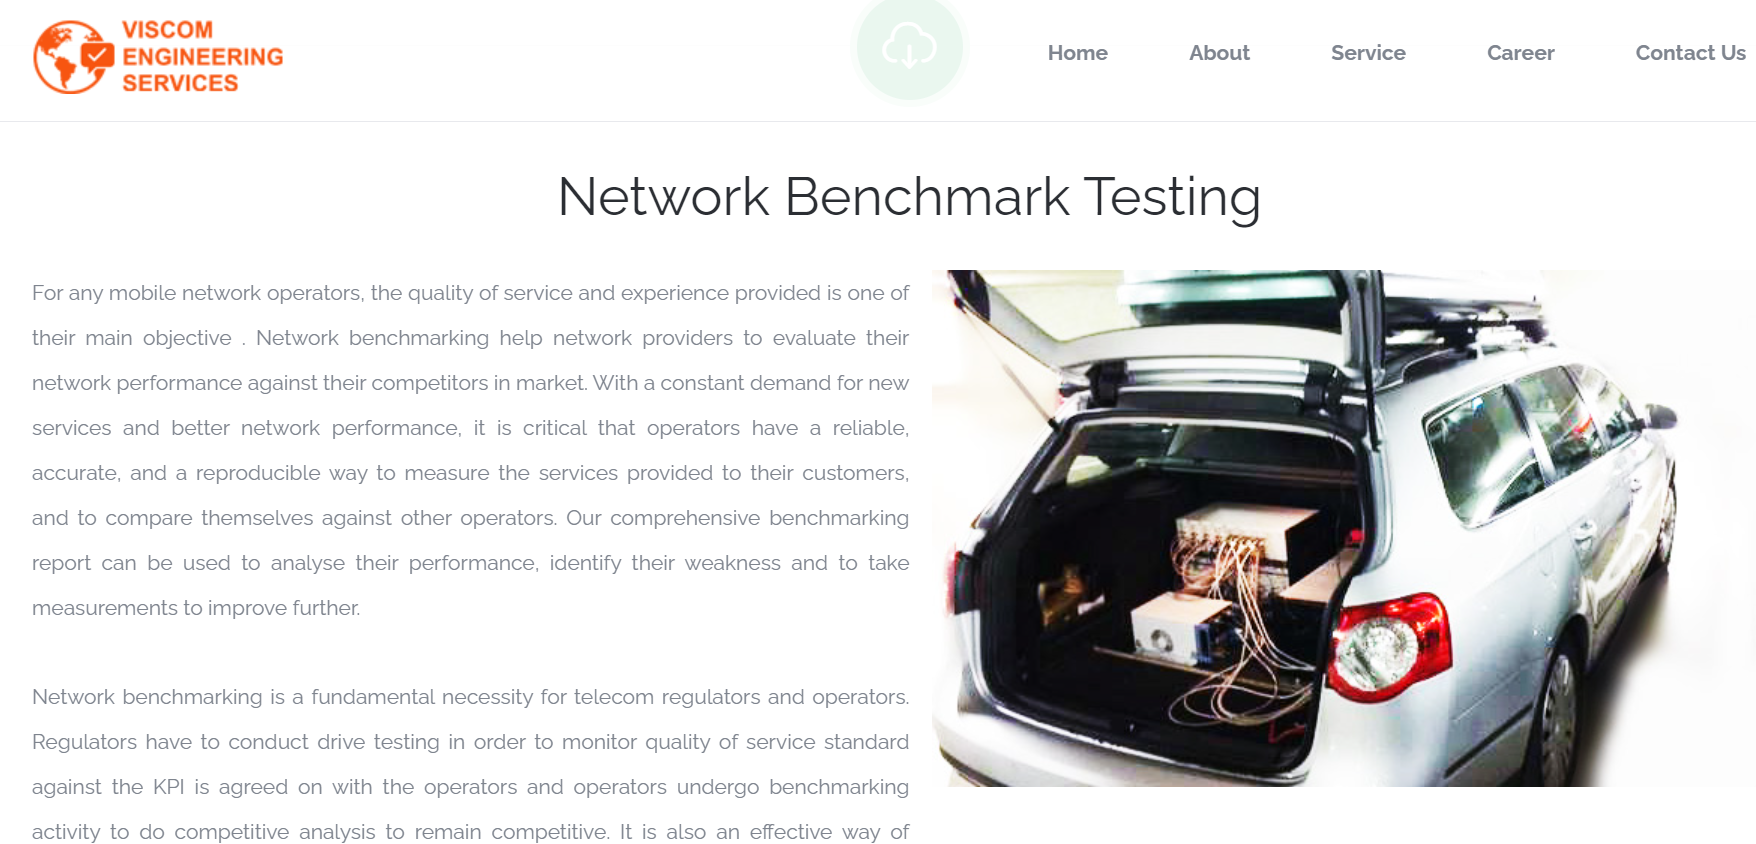 VISCOM
ENGINEERING
SERVICES
Home About Service Career Contact Us
Network Benchmark Testing
For any mobile network operators, the quality of service and experience provided is one of
their main objective . Network benchmarking help network providers to evaluate their
network performance against their competitors in market. With a constant demand for new
services and better network performance, it is critical that operators have a reliable,
accurate, and a reproducible way to measure the services provided to their customers,
and to compare themselves against other operators. Our comprehensive benchmarking
report can be used to analyse their performance, identify their weakness and to take
measurements to improve further.
Network benchmarking is a fundamental necessity for telecom regulators and operators.
Regulators have to conduct drive testing in order to monitor quality of service standard
against the KPI is agreed on with the operators and operators undergo benchmarking
activity to do competitive analysis to remain competitive. It is also an effective way of